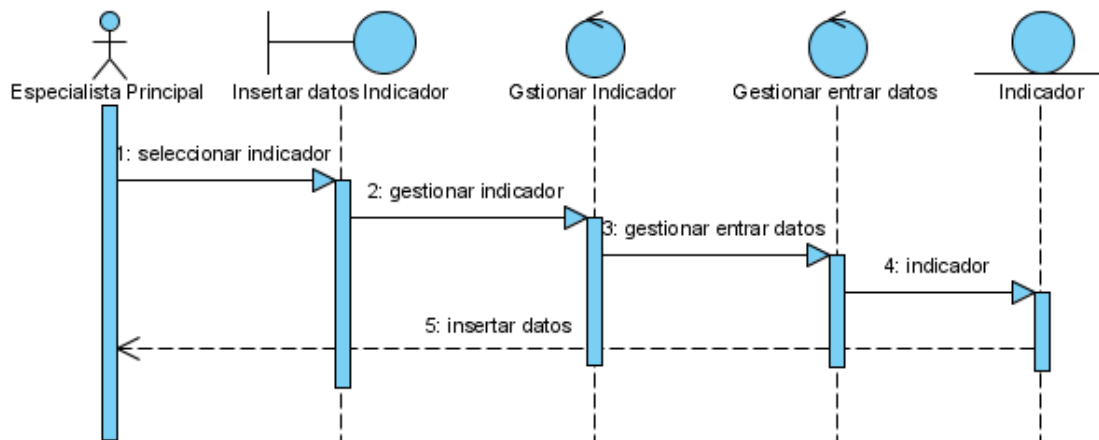 Especialista Principal
Insertar datos Indicador
Gstionar Indicador
Gestionar entrar datos
Indicador
1: seleccionar indicador
2: gestionar indicador
3: gestionar entrar datos
4: indicador
5: insertar datos